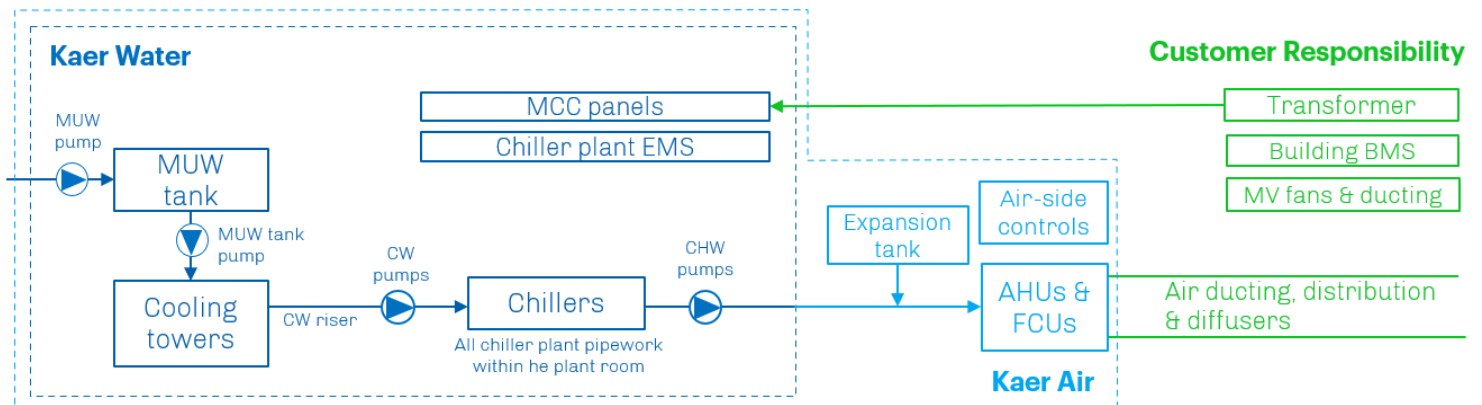 Kaer Water
Customer Responsibility
MCC panels
Transformer
MUW
pump
Chiller plant EMS
Building BMS
MUW
tank
MV fans & ducting
Air-side
controls
Expansion
tank
MUW tank
pump
CW
pumps
CHW
pumps
Cooling
towers
CW riser
Chillers
AHUs &
FCUs
Air ducting, distribution
& diffusers
All chiller plant pipework
within he plant room
Kaer Air